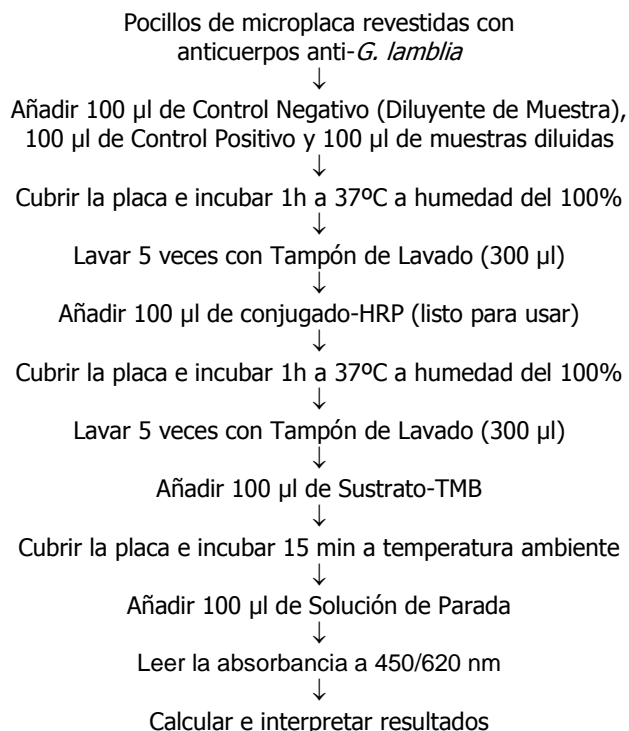 Pocillos de microplaca revestidas con
anticuerpos anti-G. lamblia
↓
Añadir 100 µl de Control Negativo (Diluyente de Muestra),
100 µl de Control Positivo y 100 µl de muestras diluidas
↓
Cubrir la placa e incubar 1h a 37ºC a humedad del 100%
↓
Lavar 5 veces con Tampón de Lavado (300 µl)
↓
Añadir 100 µl de conjugado-HRP (listo para usar)
↓
Cubrir la placa e incubar 1h a 37ºC a humedad del 100%
↓
Lavar 5 veces con Tampón de Lavado (300 µl)
↓
Añadir 100 µl de Sustrato-TMB
↓
Cubrir la placa e incubar 15 min a temperatura ambiente
↓
Añadir 100 µl de Solución de Parada
↓
Leer la absorbancia a 450/620 nm
↓
Calcular e interpretar resultados